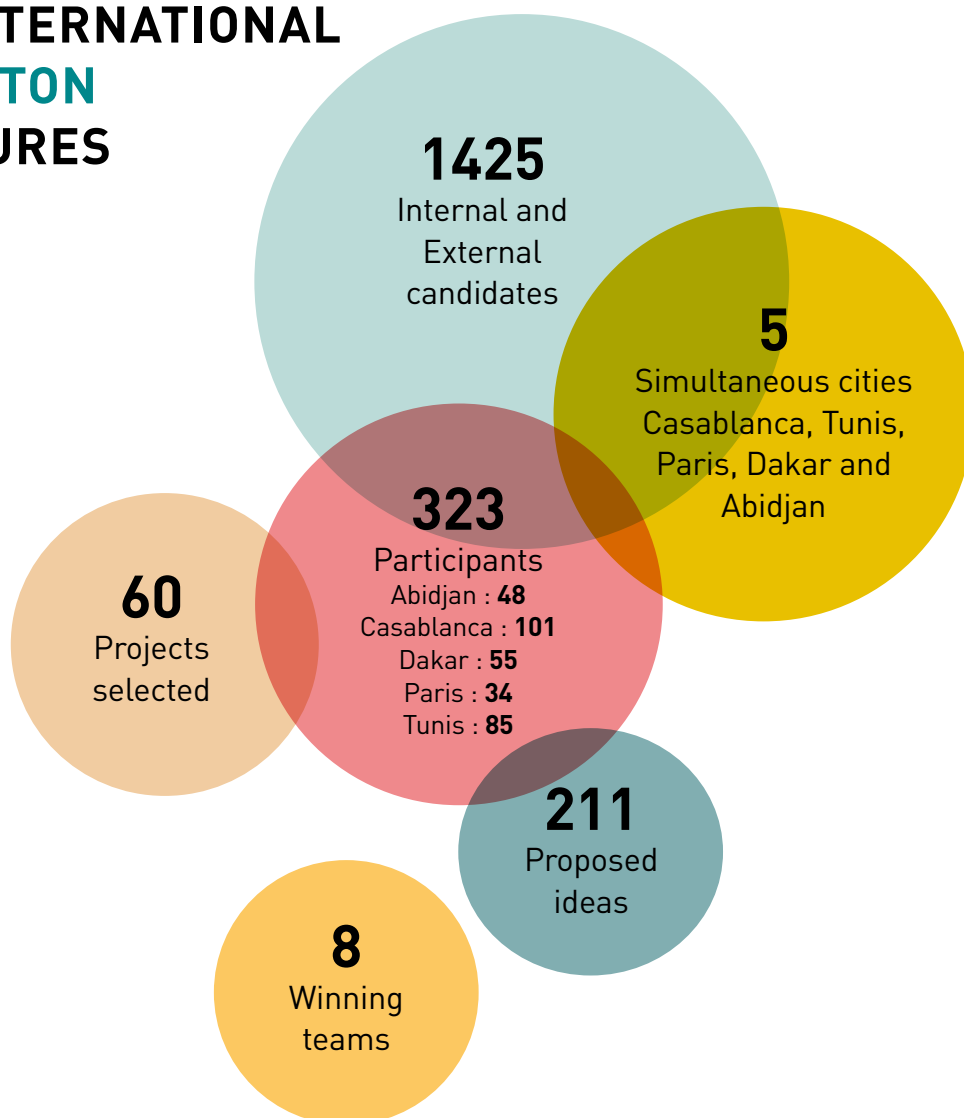 TERNATIONAL
TON
URES
1425
Internal and
External
candidates
5
Simultaneous cities
Casablanca, Tunis,
Paris, Dakar and
Abidjan
323
Participants
Abidjan : 48
Casablanca : 101
Dakar : 55
Paris : 34
Tunis : 85
60
Projects
selected
211
Proposed
ideas
8
Winning
teams